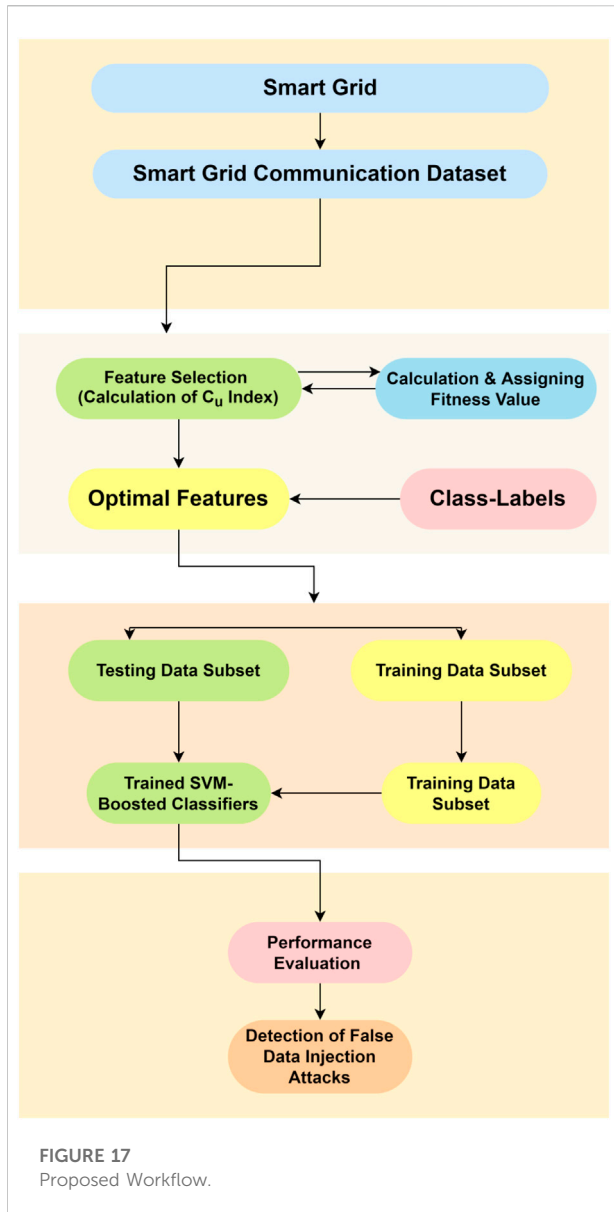 Smart Grid
Smart Grid Communication Dataset
Feature Selection
(Calculation of Cu Index)
Calculation & Assigning
Fitness Value
Optimal Features
Class-Labels
Testing Data Subset
Training Data Subset
Trained SVM-
Boosted Classifiers
Training Data
Subset
Performance
Evaluation
Detection of False
Data Injection
Attacks
FIGURE 17
Proposed Workflow.